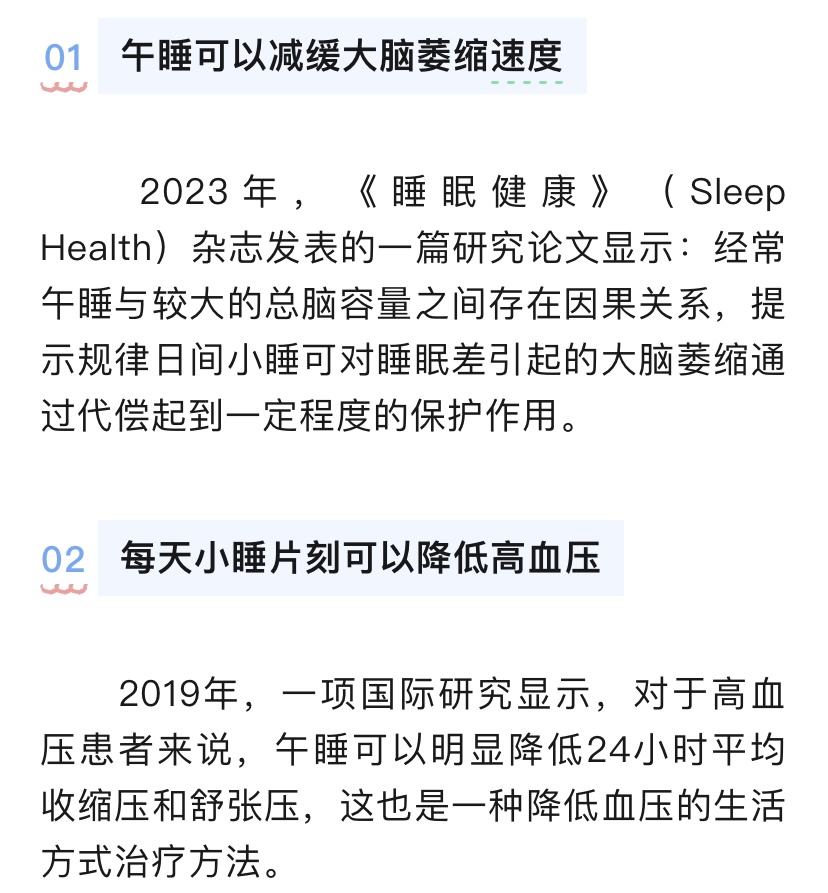 01 午睡可以减缓大脑萎缩速度
2023年，《睡眠健康》（Sleep
Health）杂志发表的一篇研究论文显示：经常
午睡与较大的总脑容量之间存在因果关系，提
示规律日间小睡可对睡眠差引起的大脑萎缩通
过代偿起到一定程度的保护作用。
02 每天小睡片刻可以降低高血压
2019年，一项国际研究显示，对于高血
压患者来说，午睡可以明显降低24小时平均
收缩压和舒张压，这也是一种降低血压的生活
方式治疗方法。